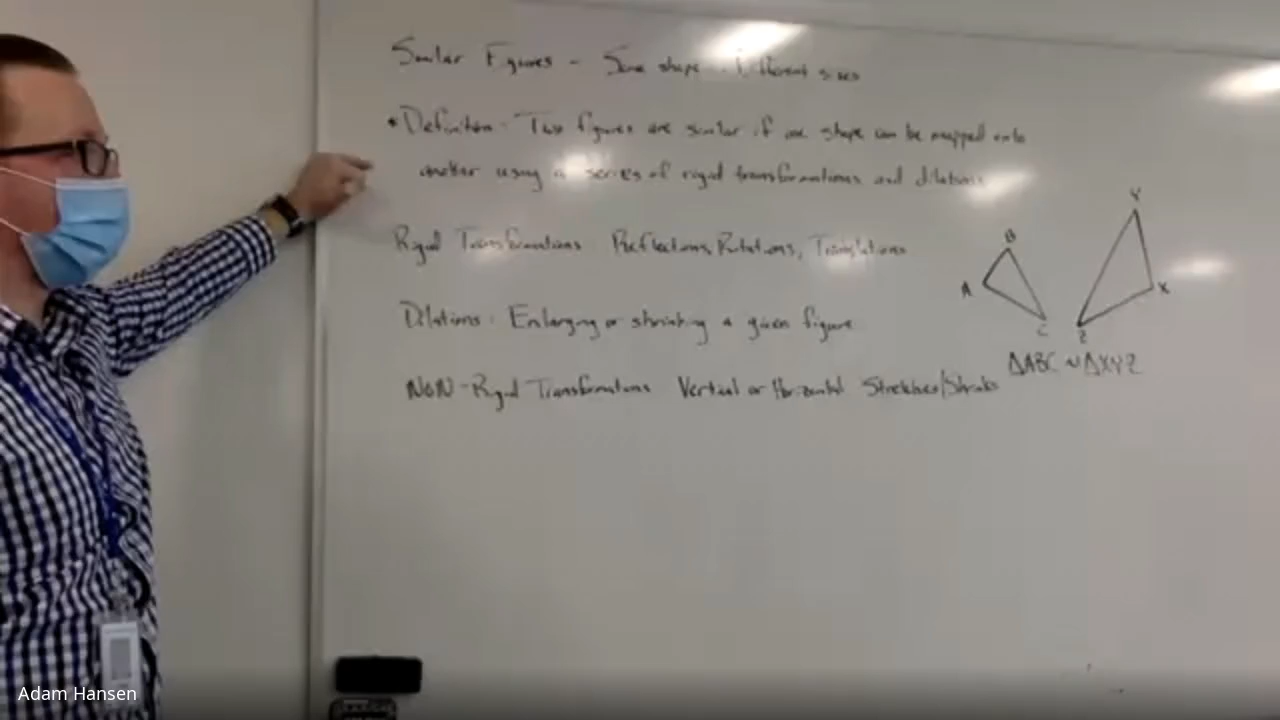 Similar Figures - Same shape different sizes
* Definition - Two figures are similar if one shape can be mapped onto
another using a series of rigid transformations and dilations
Rigid Transformations: Reflections, Rotations, Translations
Dilations: Enlarging or shrinking a given figure
NON-Rigid Transformations Vertical or Horizontal Stretches/Shrinks
B
A
C
Y
X
Z
ΔABC ~ ΔXYZ
Adam Hansen